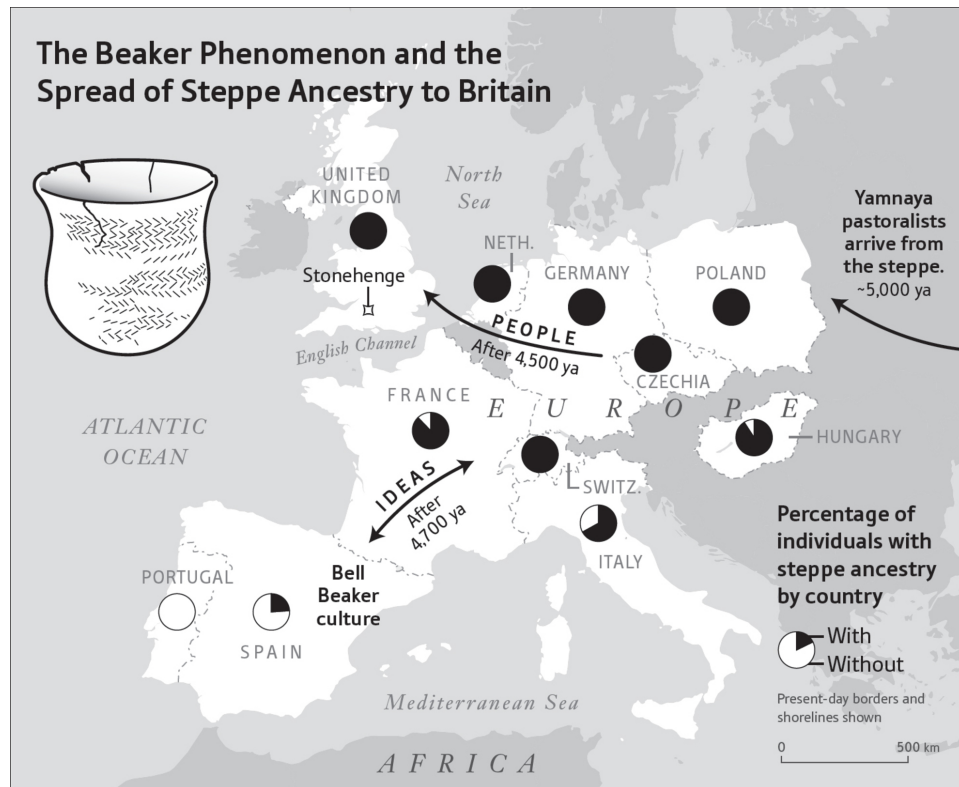 The Beaker Phenomenon and the
Spread of Steppe Ancestry to Britain
UNITED
KINGDOM
North
Sea
Yamnaya
pastoralists
arrive from
the steppe.
~5,000 ya
NETH.
GERMANY
POLAND
Stonehenge
PEOPLE
After 4,500 ya
English Channel
CZECHIA
FRANCE
EUROPE
ATLANTIC
OCEAN
HUNGARY
IDEAS
After
4,700 ya
SWITZ.
ITALY
Percentage of
individuals with
steppe ancestry
by country
PORTUGAL
Bell
Beaker
culture
SPAIN
With
Without
Mediterranean Sea
Present-day borders and
shorelines shown
0 500 km
AFRICA